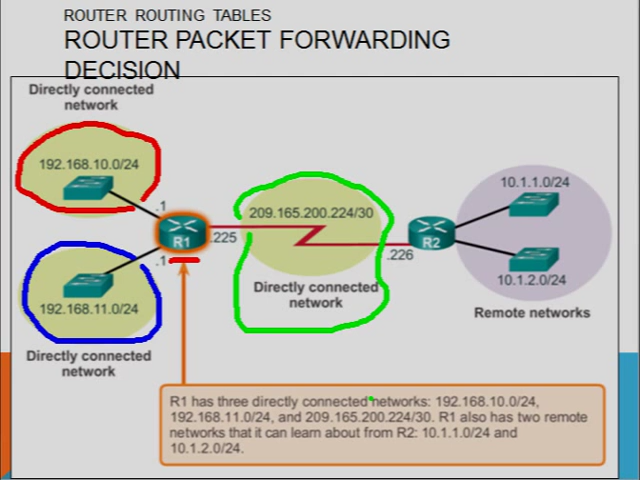 ROUTER ROUTING TABLES
ROUTER PACKET FORWARDING
DECISION
Directly connected
network
192.168.10.0/24
.1
R1
.225
.1
192.168.11.0/24
Directly connected
network
209.165.200.224/30
Directly connected
network
.226
R2
10.1.1.0/24
10.1.2.0/24
Remote networks
R1 has three directly connected networks: 192.168.10.0/24,
192.168.11.0/24, and 209.165.200.224/30. R1 also has two remote
networks that it can learn about from R2: 10.1.1.0/24 and
10.1.2.0/24.